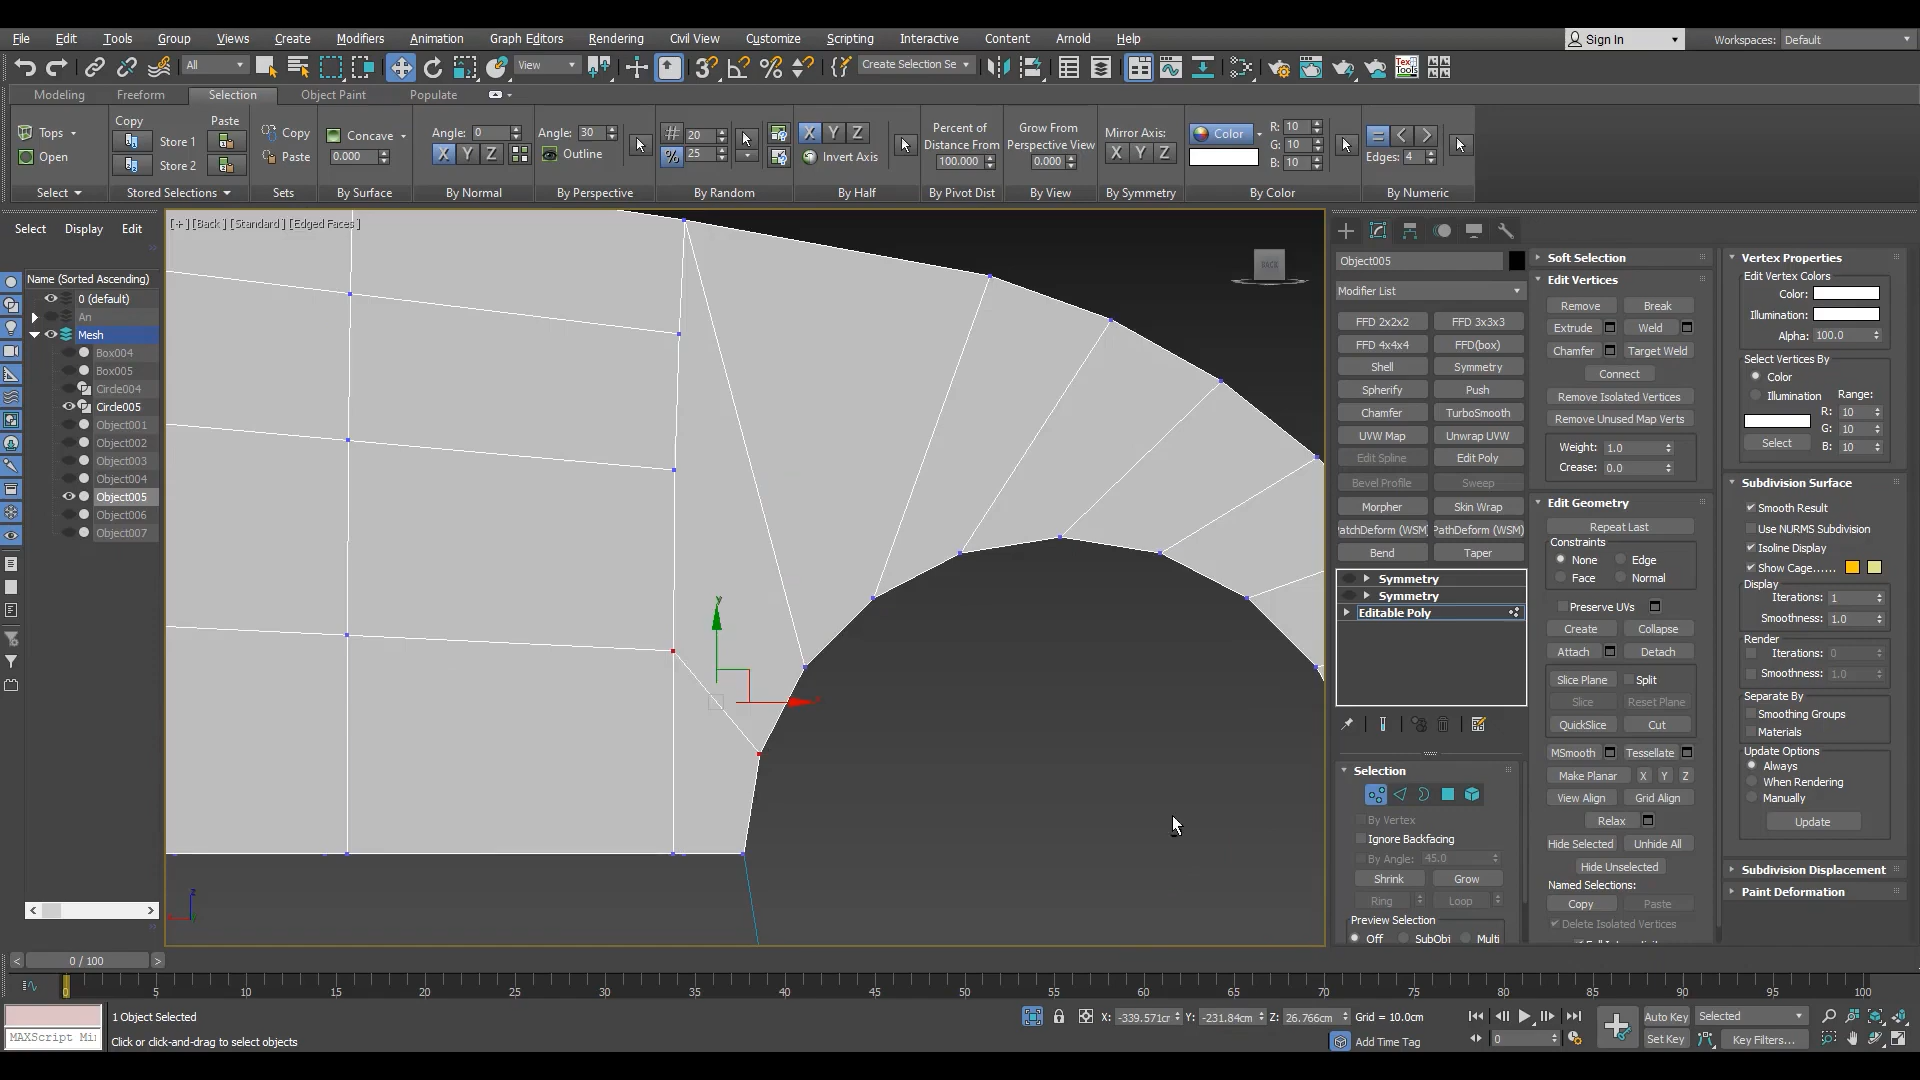 File Edit Tools Group Views Create Modifiers Animation Graph Editors Rendering Civil View Customize Scripting Interactive Content Arnold Help Sign In Workspaces: Default
All View Create Selection Se
Modeling Freeform Selection Object Paint Populate
Tops Copy Paste Copy Concave Angle: 0 Angle: 30 20 X Y Z Percent of Grow From Mirror Axis: Color R: 10
Store 1 Distance From Perspective View G: 10
Open Store 2 Paste 0.000 X Y Z Outline 25 Invert Axis 100.000 0.000 X Y Z B: 10 Edges: 4
Select Stored Selections Sets By Surface By Normal By Perspective By Random By Half By Pivot Dist By View By Symmetry By Color By Numeric
Select Display Edit
Name (Sorted Ascending)
0 (default)
An
Mesh
Box004
Box005
Circle004
Circle005
Object001
Object002
Object003
Object004
Object005
Object006
Object007
[+] [Back] [Standard] [Edged Faces]
BACK
y
z
Object005
Modifier List
FFD 2x2x2 FFD 3x3x3
FFD 4x4x4 FFD(box)
Shell Symmetry
Spherify Push
Chamfer TurboSmooth
UVW Map Unwrap UVW
Edit Spline Edit Poly
Bevel Profile Sweep
Morpher Skin Wrap
PatchDeform (WSM) PathDeform (WSM)
Bend Taper
Symmetry
Symmetry
Editable Poly
Selection
By Vertex
Ignore Backfacing
By Angle: 45.0
Shrink Grow
Ring Loop
Preview Selection
Off SubObj Multi
Soft Selection
Edit Vertices
Remove Break
Extrude Weld
Chamfer Target Weld
Connect
Remove Isolated Vertices
Remove Unused Map Verts
Weight: 1.0
Crease: 0.0
Edit Geometry
Repeat Last
Constraints
None Edge
Face Normal
Preserve UVs
Create Collapse
Attach Detach
Slice Plane Split
Slice Reset Plane
QuickSlice Cut
MSmooth Tessellate
Make Planar X Y Z
View Align Grid Align
Relax
Hide Selected Unhide All
Hide Unselected
Named Selections:
Copy Paste
Delete Isolated Vertices
Vertex Properties
Edit Vertex Colors
Color:
Illumination:
Alpha: 100.0
Select Vertices By
Color
Illumination Range:
R: 10
G: 10
Select B: 10
Subdivision Surface
Smooth Result
Use NURMS Subdivision
Isoline Display
Show Cage......
Display
Iterations: 1
Smoothness: 1.0
Render
Iterations: 0
Smoothness: 1.0
Separate By
Smoothing Groups
Materials
Update Options
Always
When Rendering
Manually
Update
Subdivision Displacement
Paint Deformation
< 0 / 100 >
0 5 10 15 20 25 30 35 40 45 50 55 60 65 70 75 80 85 90 95 100
1 Object Selected X: -339.571cr Y: -231.84cm Z: 26.766cm Grid = 10.0cm Auto Key Selected
MAXScript Mi Click or click-and-drag to select objects Add Time Tag 0 Set Key Key Filters...